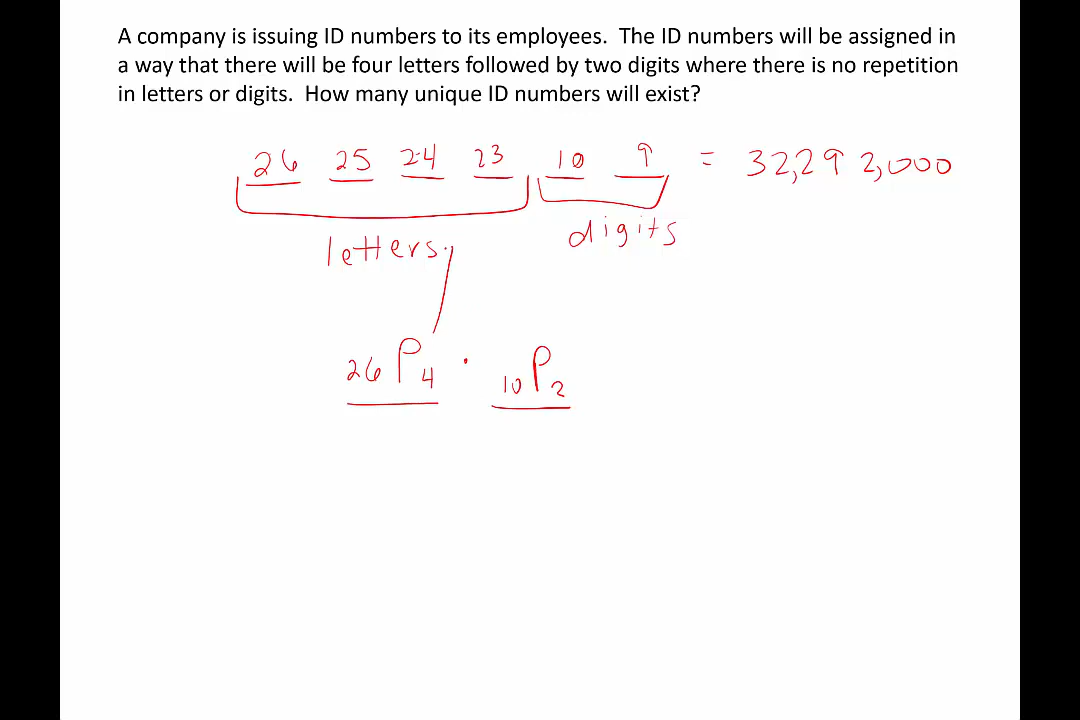 A company is issuing ID numbers to its employees.  The ID numbers will be assigned in
a way that there will be four letters followed by two digits where there is no repetition
in letters or digits.  How many unique ID numbers will exist?
26 25 24 23 10 9 = 32,292,000
letters digits
26P4 · 10P2